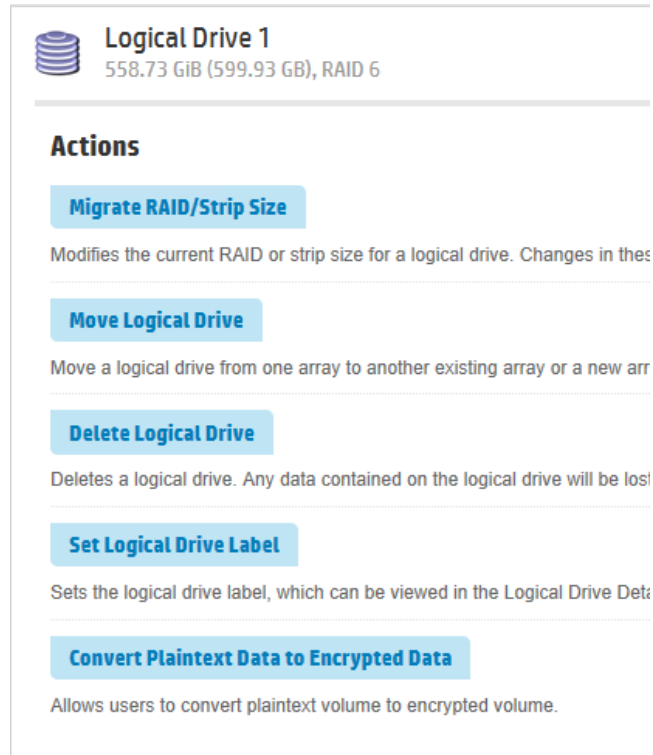 Logical Drive 1
558.73 GiB (599.93 GB), RAID 6
Actions
Migrate RAID/Strip Size
Modifies the current RAID or strip size for a logical drive. Changes in
Move Logical Drive
Move a logical drive from one array to another existing array or a new
Delete Logical Drive
Deletes a logical drive. Any data contained on the logical drive will be
Set Logical Drive Label
Sets the logical drive label, which can be viewed in the Logical Drive
Convert Plaintext Data to Encrypted Data
Allows users to convert plaintext volume to encrypted volume.